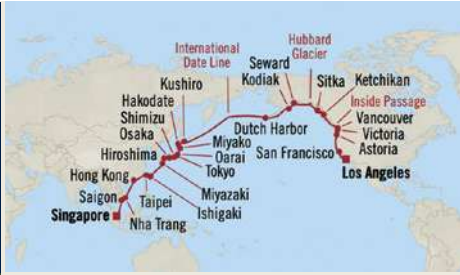 International
Date Line
Hubbard
Glacier
Seward
Kodiak
Sitka
Ketchikan
Kushiro
Inside Passage
Hakodate
Vancouver
Shimizu
Dutch Harbor
Victoria
Osaka
Miyako
Astoria
Hiroshima
Oarai
San Francisco
Tokyo
Los Angeles
Hong Kong
Miyazaki
Saigon
Taipei
Ishigaki
Singapore
Nha Trang